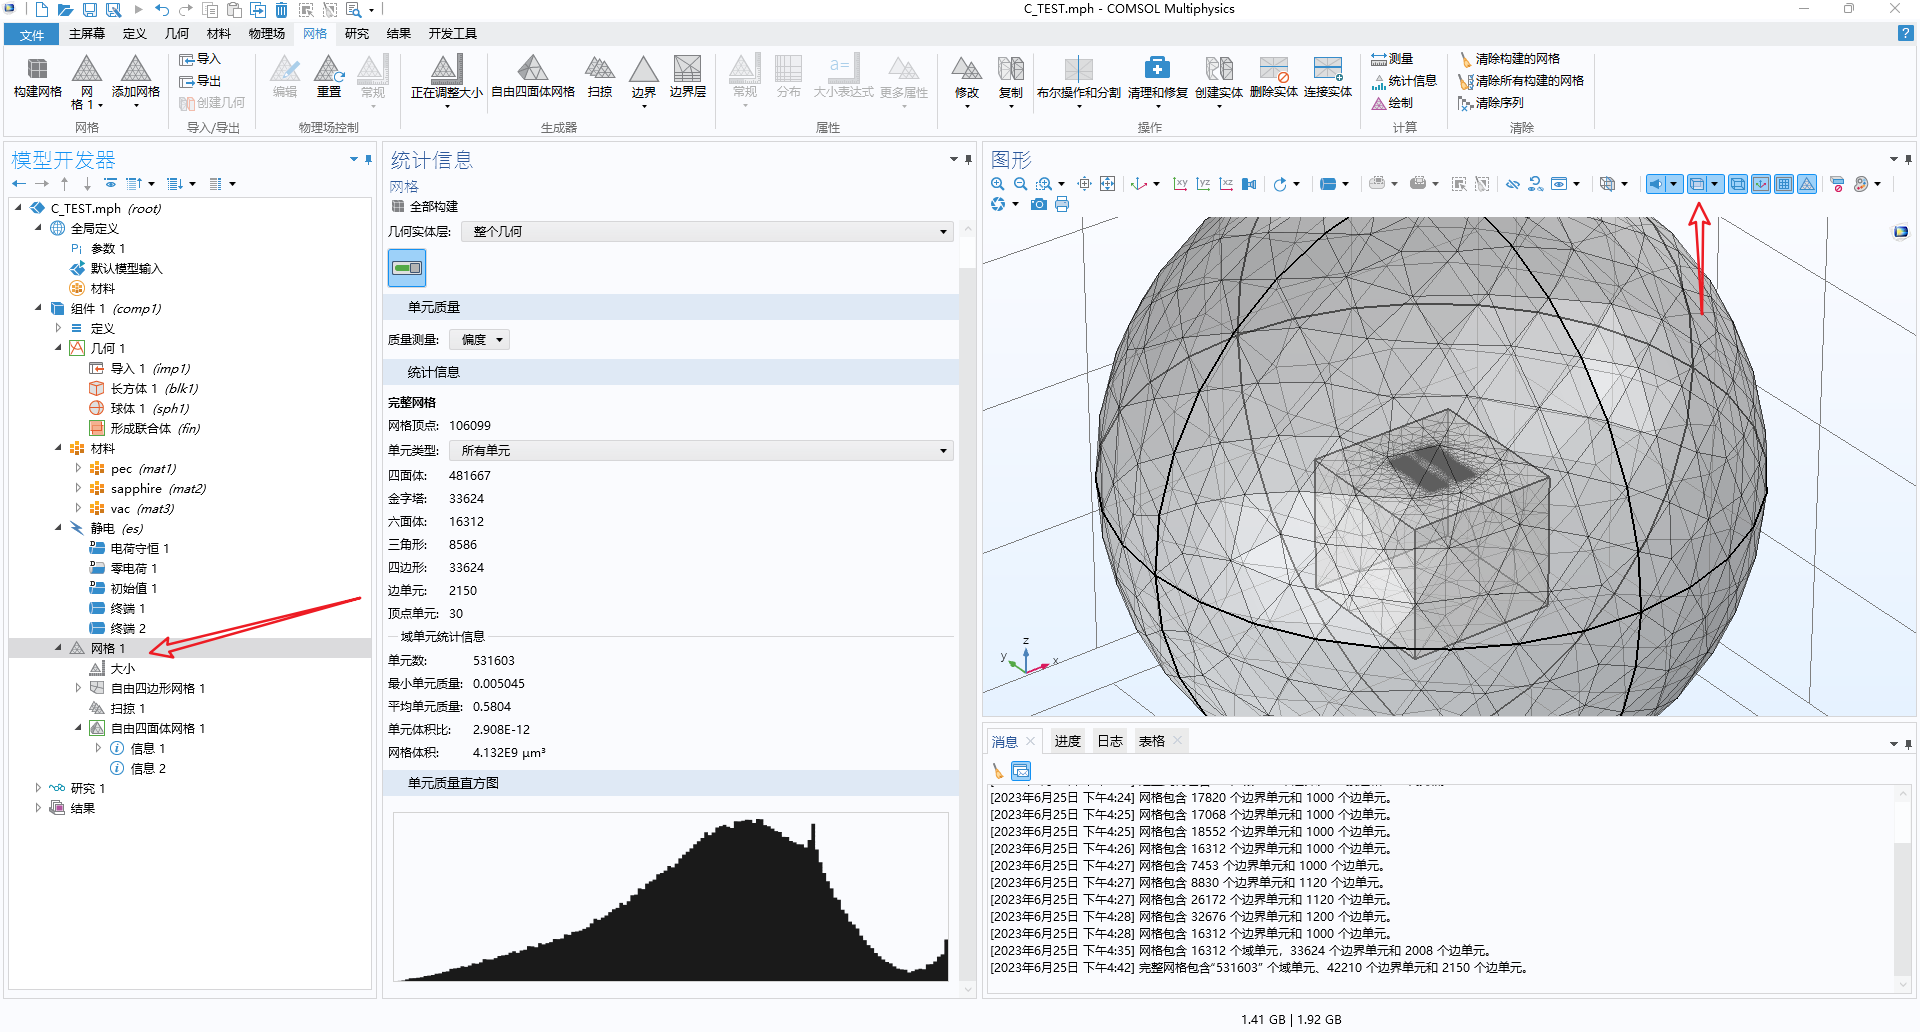 C_TEST.mph - COMSOL Multiphysics
文件 主屏幕 定义 几何 材料 物理场 网格 研究 结果 开发工具
构建网格
网格 1
添加网格
网格
导入
导出
创建几何
导入/导出
编辑
重置
常规
物理场控制
正在调整大小
自由四面体网格
扫掠
边界
边界层
生成器
常规
分布
大小表达式
更多属性
属性
修改
复制
布尔操作和分割
清理和修复
创建实体
删除实体
连接实体
操作
测量
统计信息
绘制
计算
清除构建的网格
清除所有构建的网格
清除序列
清除
模型开发器
C_TEST.mph (root)
全局定义
Pi 参数 1
默认模型输入
材料
组件 1 (comp1)
定义
几何 1
导入 1 (imp1)
长方体 1 (blk1)
球体 1 (sph1)
形成联合体 (fin)
材料
pec (mat1)
sapphire (mat2)
vac (mat3)
静电 (es)
电荷守恒 1
零电荷 1
初始值 1
终端 1
终端 2
网格 1
大小
自由四边形网格 1
扫掠 1
自由四面体网格 1
信息 1
信息 2
研究 1
结果
统计信息
网格
全部构建
几何实体层: 整个几何
单元质量
质量测量: 偏度
统计信息
完整网格
网格顶点: 106099
单元类型: 所有单元
四面体: 481667
金字塔: 33624
六面体: 16312
三角形: 8586
四边形: 33624
边单元: 2150
顶点单元: 30
域单元统计信息
单元数: 531603
最小单元质量: 0.005045
平均单元质量: 0.5804
单元体积比: 2.908E-12
网格体积: 4.132E9 μm³
单元质量直方图
图形
xy yz xz
z
y
x
消息 进度 日志 表格
[2023年6月25日 下午4:24] 网格包含 17820 个边界单元和 1000 个边单元。
[2023年6月25日 下午4:25] 网格包含 17068 个边界单元和 1000 个边单元。
[2023年6月25日 下午4:25] 网格包含 18552 个边界单元和 1000 个边单元。
[2023年6月25日 下午4:26] 网格包含 16312 个边界单元和 1000 个边单元。
[2023年6月25日 下午4:27] 网格包含 7453 个边界单元和 1000 个边单元。
[2023年6月25日 下午4:27] 网格包含 8830 个边界单元和 1120 个边单元。
[2023年6月25日 下午4:27] 网格包含 26172 个边界单元和 1120 个边单元。
[2023年6月25日 下午4:28] 网格包含 32676 个边界单元和 1200 个边单元。
[2023年6月25日 下午4:28] 网格包含 16312 个边界单元和 1000 个边单元。
[2023年6月25日 下午4:35] 网格包含 16312 个域单元，33624 个边界单元和 2008 个边单元。
[2023年6月25日 下午4:42] 完整网格包含“531603” 个域单元、42210 个边界单元和 2150 个边单元。
1.41 GB | 1.92 GB